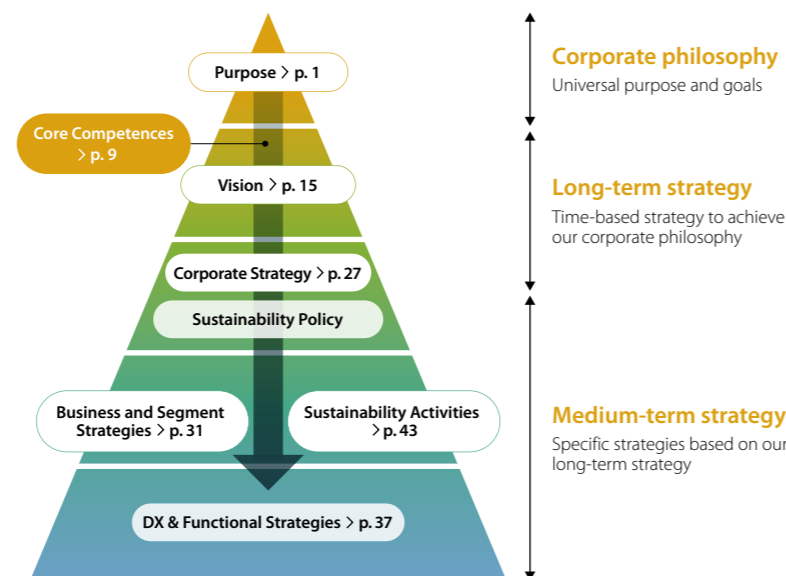 Purpose > p. 1
Core Competences
> p. 9
Vision > p. 15
Corporate Strategy > p. 27
Sustainability Policy
Business and Segment
Strategies > p. 31
Sustainability Activities
> p. 43
DX & Functional Strategies > p. 37
Corporate philosophy
Universal purpose and goals
Long-term strategy
Time-based strategy to achieve
our corporate philosophy
Medium-term strategy
Specific strategies based on our
long-term strategy